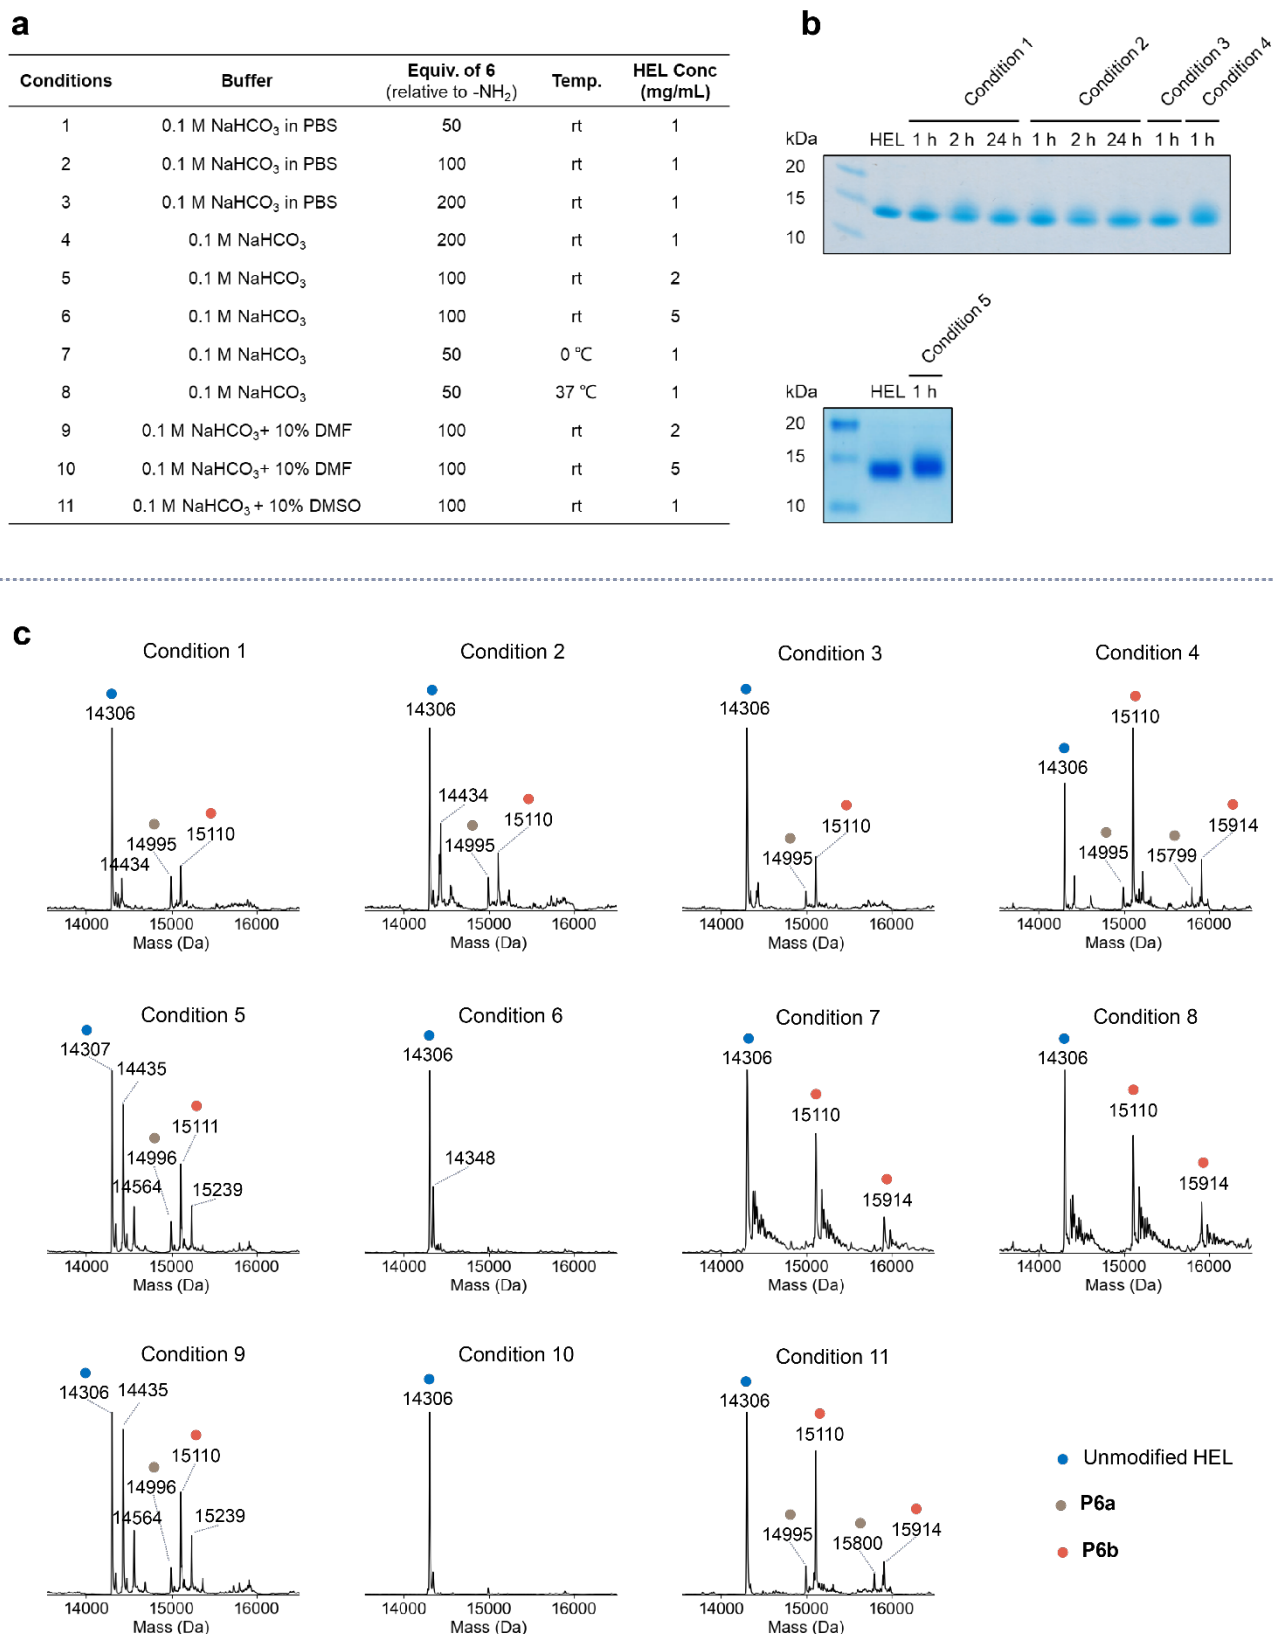 a
Conditions Buffer Equiv. of 6 (relative to -NH2) Temp. HEL Conc (mg/mL)
1 0.1 M NaHCO3 in PBS 50 rt 1
2 0.1 M NaHCO3 in PBS 100 rt 1
3 0.1 M NaHCO3 in PBS 200 rt 1
4 0.1 M NaHCO3 200 rt 1
5 0.1 M NaHCO3 100 rt 2
6 0.1 M NaHCO3 100 rt 5
7 0.1 M NaHCO3 50 0 ℃ 1
8 0.1 M NaHCO3 50 37 ℃ 1
9 0.1 M NaHCO3+ 10% DMF 100 rt 2
10 0.1 M NaHCO3+ 10% DMF 100 rt 5
11 0.1 M NaHCO3 + 10% DMSO 100 rt 1
b
Condition 1 Condition 2 Condition 3 Condition 4
kDa HEL 1 h 2 h 24 h 1 h 2 h 24 h 1 h 1 h
20
15
10
Condition 5
kDa HEL 1 h
20
15
10
c
Condition 1
14306
14434
14995
15110
14000 15000 16000
Mass (Da)
Condition 2
14306
14434
14995
15110
14000 15000 16000
Mass (Da)
Condition 3
14306
14995
15110
14000 15000 16000
Mass (Da)
Condition 4
14306
14995
15110
15799
15914
14000 15000 16000
Mass (Da)
Condition 5
14307
14435
14564
14996
15111
15239
14000 15000 16000
Mass (Da)
Condition 6
14306
14348
14000 15000 16000
Mass (Da)
Condition 7
14306
15110
15914
14000 15000 16000
Mass (Da)
Condition 8
14306
15110
15914
14000 15000 16000
Mass (Da)
Condition 9
14306 14435
14564
14996
15110
15239
14000 15000 16000
Mass (Da)
Condition 10
14306
14000 15000 16000
Mass (Da)
Condition 11
14306
14995
15110
15800
15914
14000 15000 16000
Mass (Da)
Unmodified HEL
P6a
P6b